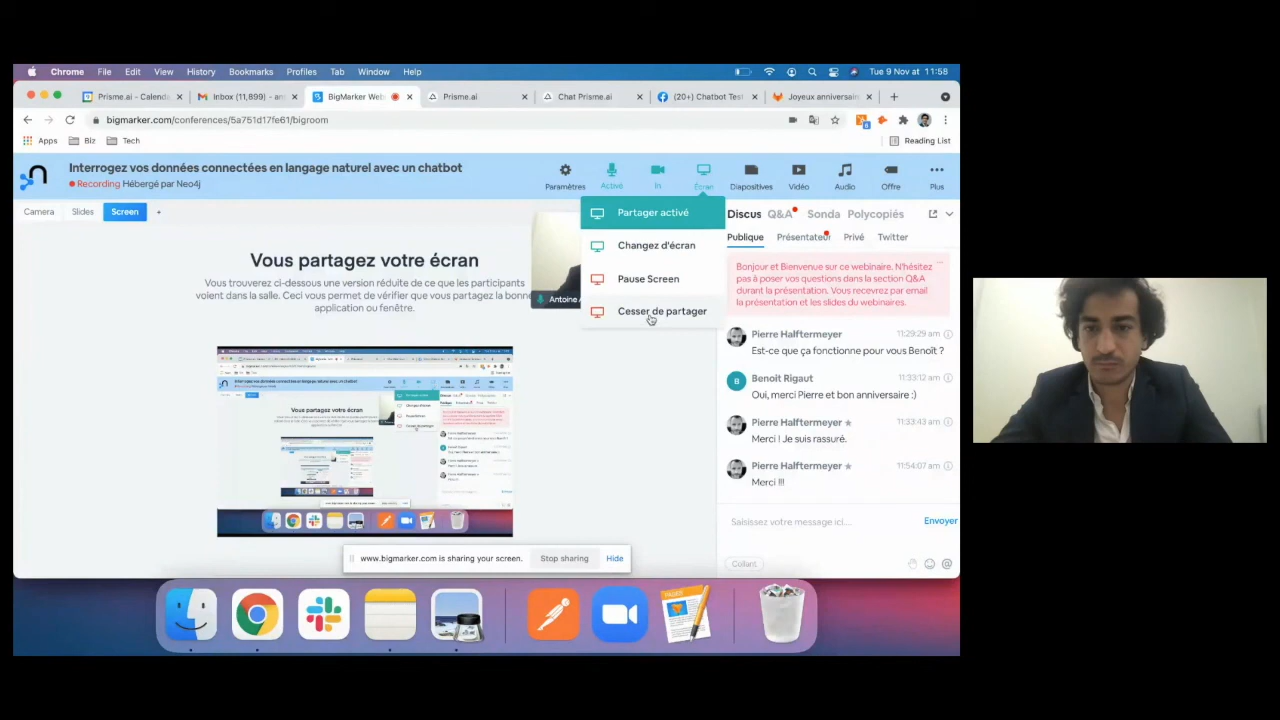 Chrome File Edit View History Bookmarks Profiles Tab Window Help Tue 9 Nov at 11:58
Prisme.ai - Calenda Inbox (11,899) - am BigMarker Web Prisme.ai Chat Prisme.ai (20+) Chatbot Test Joyeux anniversair
bigmarker.com/conferences/5a751d17fe61/bigroom
Apps Biz Tech Reading List
Interrogez vos données connectées en langage naturel avec un chatbot
Recording Hébergé par Neo4j
Paramètres Activé In Écran Diapositives Vidéo Audio Offre Plus
Camera Slides Screen +
Partager activé
Changez d'écran
Pause Screen
Cesser de partager
Vous partagez votre écran
Vous trouverez ci-dessous une version réduite de ce que les participants
voient dans la salle. Ceci vous permet de vérifier que vous partagez la bonne
application ou fenêtre.
Antoine
Discus Q&A Sonda Polycopiés
Publique Présentateur Privé Twitter
Bonjour et Bienvenue sur ce webinaire. N'hésitez
pas à poser vos questions dans la section Q&A
durant la présentation. Vous recevrez par email
la présentation et les slides du webinaires.
Pierre Halftermeyer 11:29:29 am
Est-ce que ça fonctionne pour vous Benoît ?
B Benoit Rigaut 11:33:12 am
Oui, merci Pierre et bon anniversaire :)
Pierre Halftermeyer 11:33:43 am
Merci ! Je suis rassuré.
Pierre Halftermeyer 11:54:07 am
Merci !!!
Saisissez votre message ici... Envoyer
Collant
www.bigmarker.com is sharing your screen. Stop sharing Hide
Vous partagez votre écran